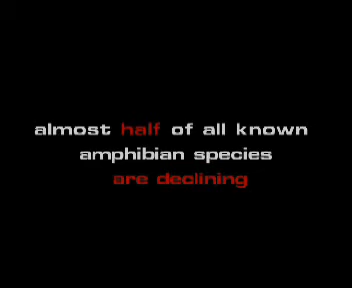 almost half of all known
amphibian species
are declining